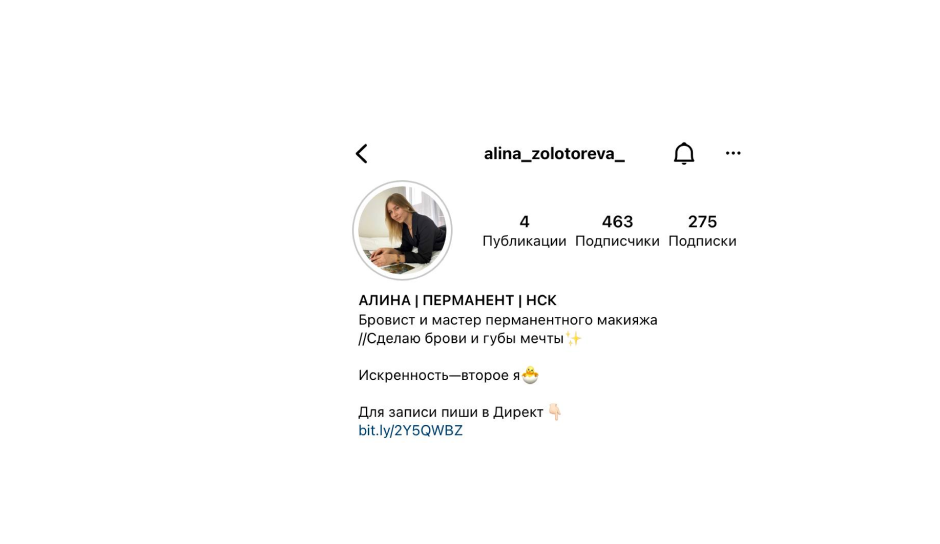 alina_zolotoreva_
4 463 275
Публикации Подписчики Подписки
АЛИНА | ПЕРМАНЕНТ | НСК
Бровист и мастер перманентного макияжа
//Сделаю брови и губы мечты✨
Искренность—второе я🐣
Для записи пиши в Директ 👇🏻
bit.ly/2Y5QWBZ